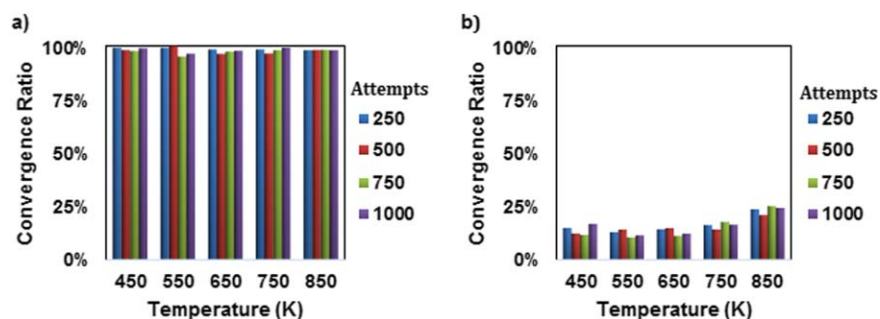 a)
100%
75%
50%
25%
0%
Convergence Ratio
450 550 650 750 850
Temperature (K)
Attempts
250
500
750
1000
b)
100%
75%
50%
25%
0%
Convergence Ratio
450 550 650 750 850
Temperature (K)
Attempts
250
500
750
1000